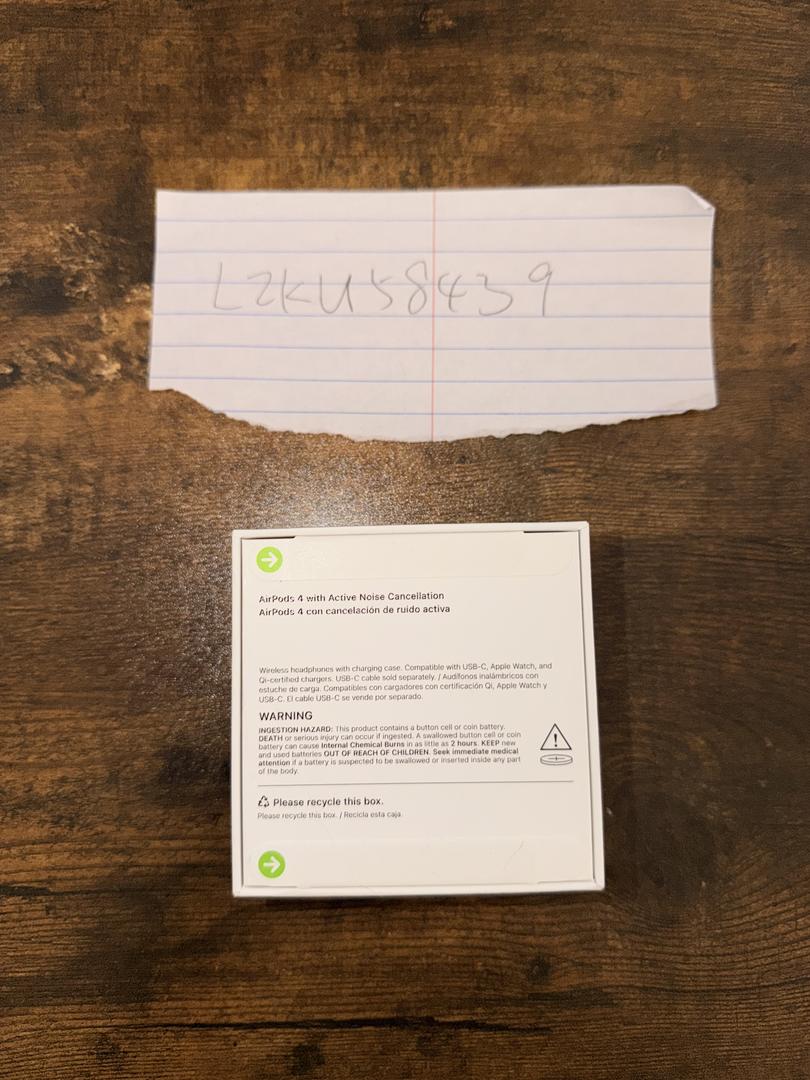 LZKU58439
AirPods 4 with Active Noise Cancellation
AirPods 4 con cancelación de ruido activa
Wireless headphones with charging case. Compatible with USB-C, Apple Watch, and
Qi-certified chargers. USB-C cable sold separately. / Audífonos inalámbricos con
estuche de carga. Compatibles con cargadores con certificación Qi, Apple Watch y
USB-C. El cable USB-C se vende por separado.
WARNING
INGESTION HAZARD: This product contains a button cell or coin battery.
DEATH or serious injury can occur if ingested. A swallowed button cell or coin
battery can cause Internal Chemical Burns in as little as 2 hours. KEEP new
and used batteries OUT OF REACH OF CHILDREN. Seek immediate medical
attention if a battery is suspected to be swallowed or inserted inside any part
of the body.
Please recycle this box.
Please recycle this box. / Recicla esta caja.